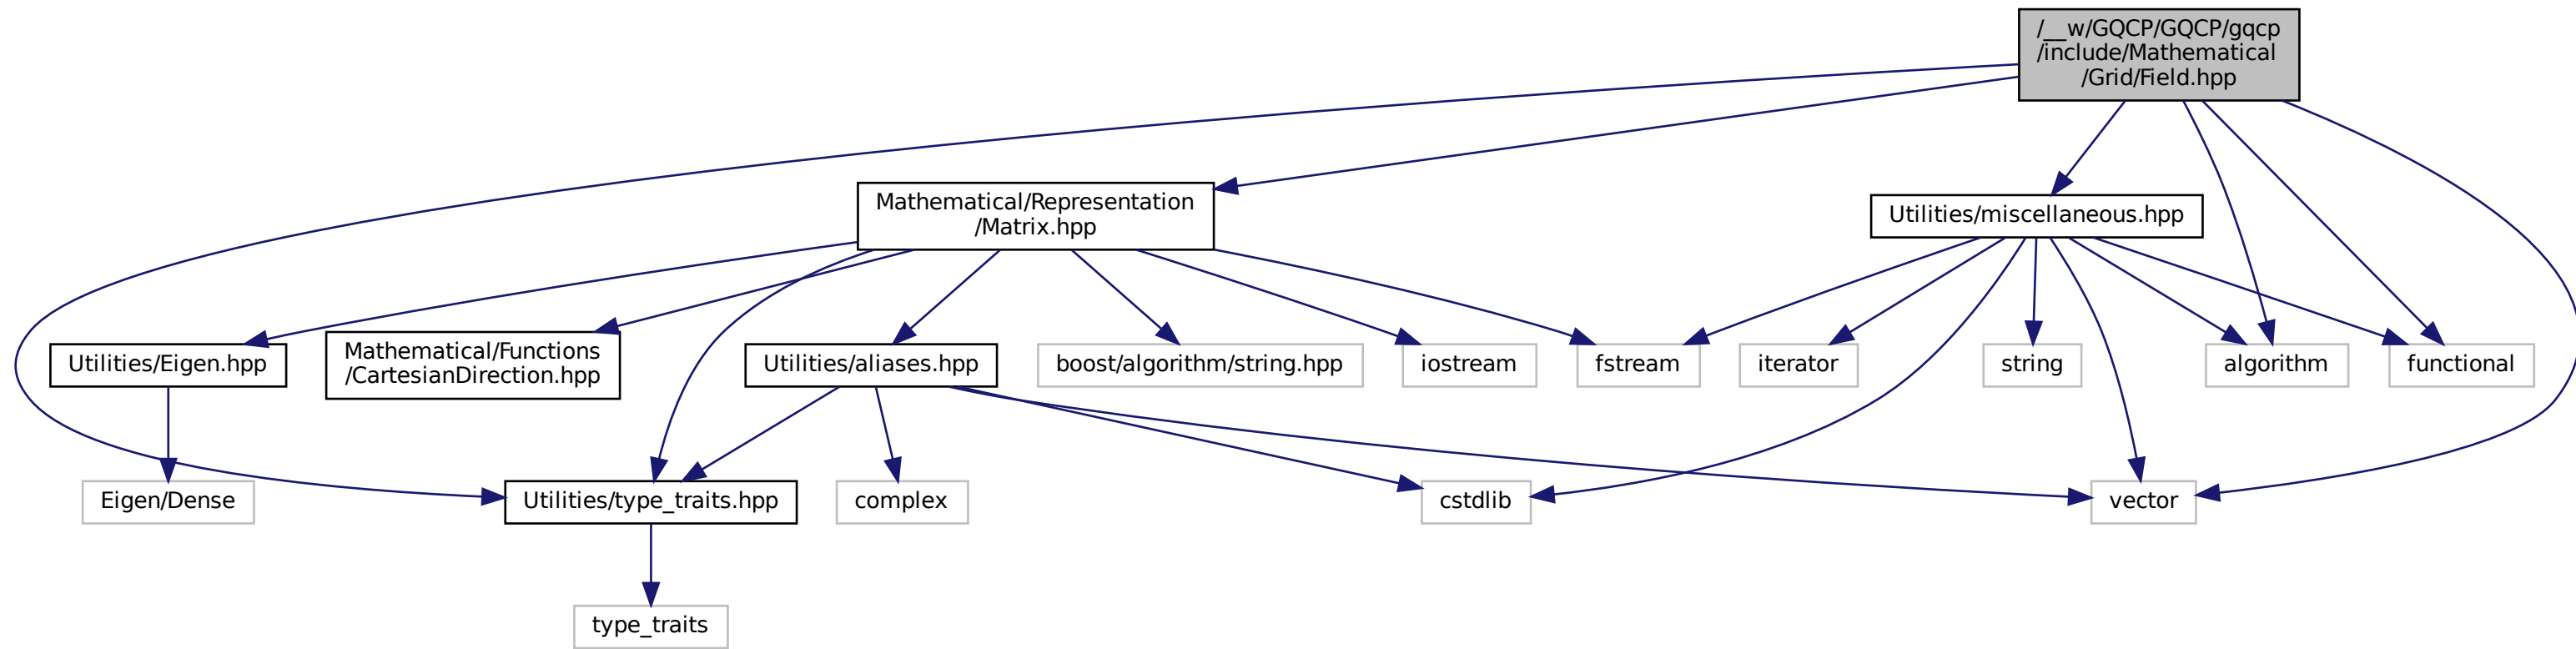 /__w/GQCP/GQCP/gqcp
/include/Mathematical
/Grid/Field.hpp
Mathematical/Representation
/Matrix.hpp
Utilities/miscellaneous.hpp
Utilities/Eigen.hpp
Mathematical/Functions
/CartesianDirection.hpp
Utilities/aliases.hpp
boost/algorithm/string.hpp
iostream
fstream
iterator
string
algorithm
functional
Eigen/Dense
Utilities/type_traits.hpp
complex
cstdlib
vector
type_traits